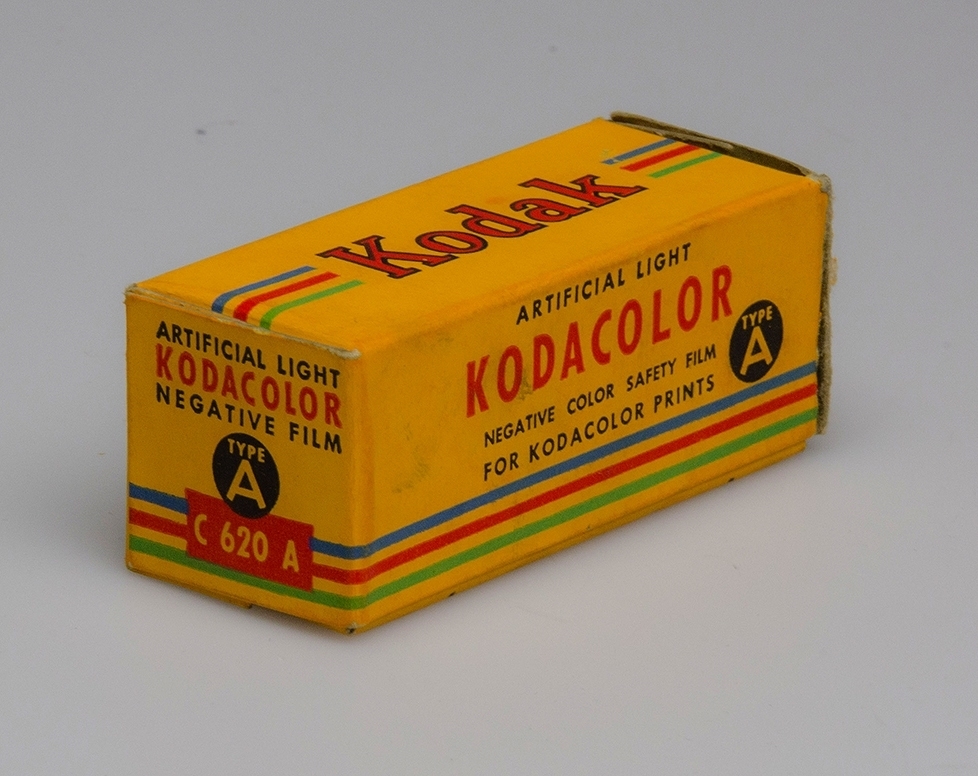 Kodak
ARTIFICIAL LIGHT
KODACOLOR
NEGATIVE FILM
TYPE
A
C 620 A
ARTIFICIAL LIGHT
KODACOLOR
TYPE
A
NEGATIVE COLOR SAFETY FILM
FOR KODACOLOR PRINTS